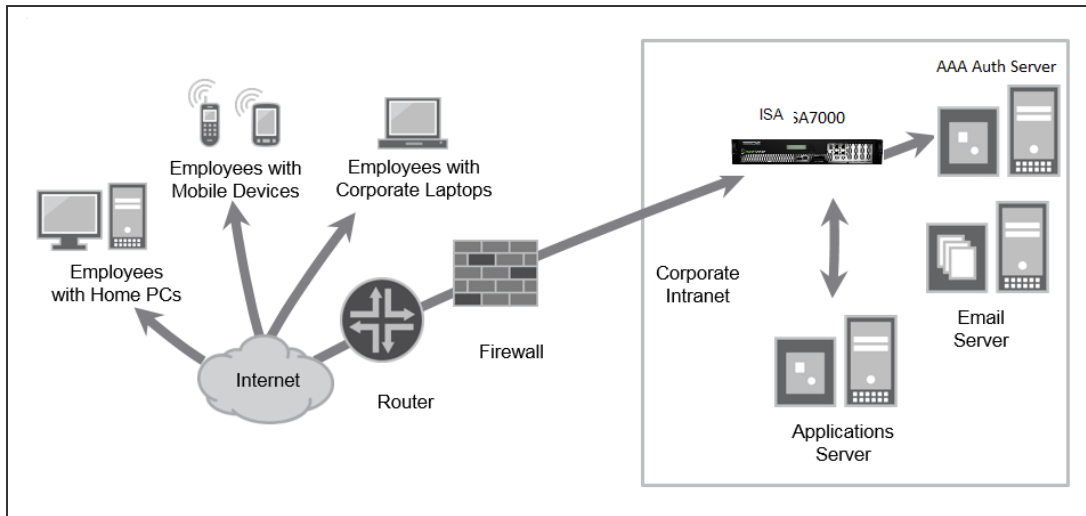 AAA Auth Server
ISA SA7000
Employees with
Mobile Devices
Employees with
Corporate Laptops
Employees
with Home PCs
Corporate
Intranet
Email
Server
Firewall
Internet
Router
Applications
Server